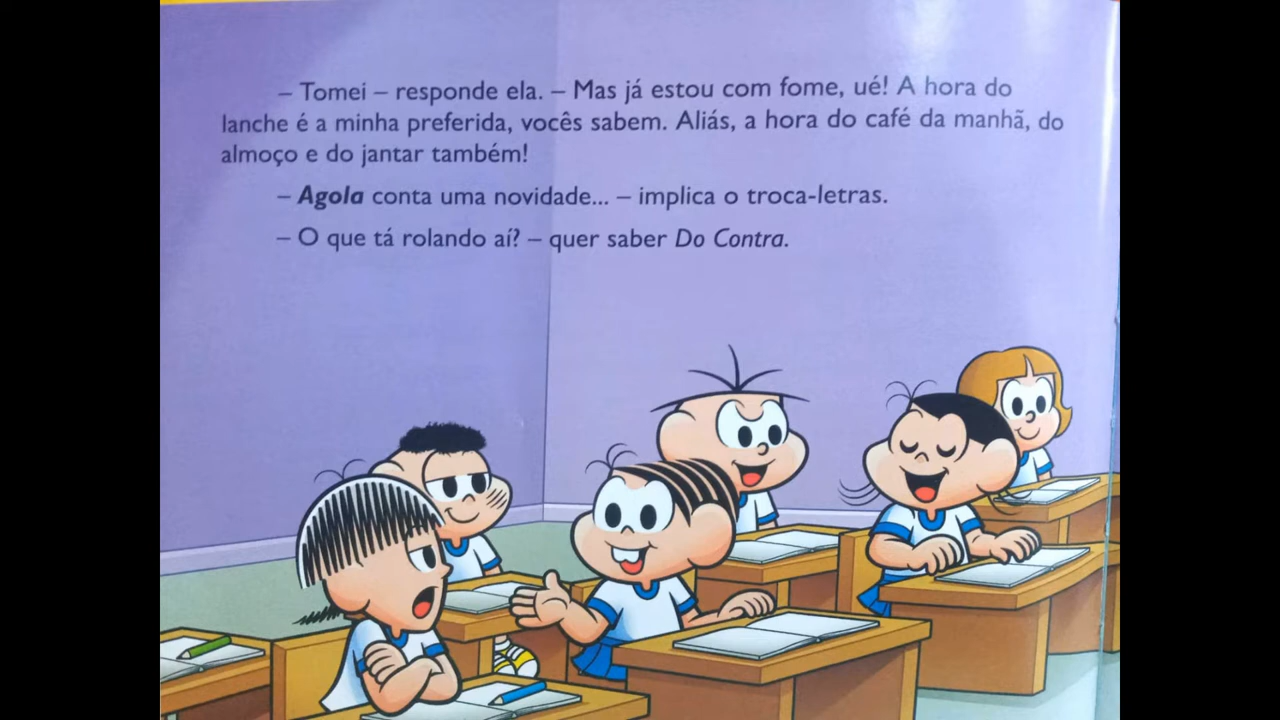 – Tomei – responde ela. – Mas já estou com fome, ué! A hora do
lanche é a minha preferida, vocês sabem. Aliás, a hora do café da manhã, do
almoço e do jantar também!
– Agola conta uma novidade... – implica o troca-letras.
– O que tá rolando aí? – quer saber Do Contra.